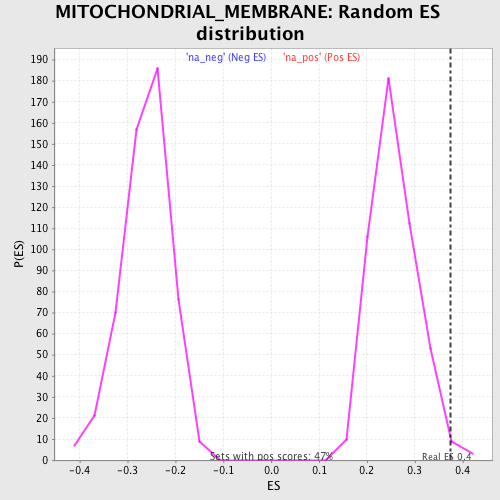 MITOCHONDRIAL_MEMBRANE: Random ES
distribution
'na_neg' (Neg ES) 'na_pos' (Pos ES)
190
180
170
160
150
140
130
120
110
100
90
80
70
60
50
40
30
20
10
0
P(ES)
Sets with pos scores: 47%
Real ES 0.4
-0.4 -0.3 -0.2 -0.1 0.0 0.1 0.2 0.3 0.4
ES